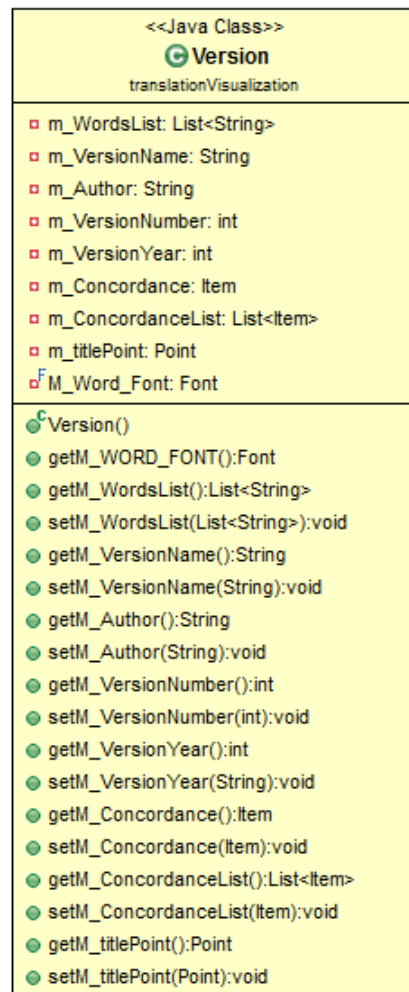 <<Java Class>>
C Version
translationVisualization
m_WordsList: List<String>
m_VersionName: String
m_Author: String
m_VersionNumber: int
m_VersionYear: int
m_Concordance: Item
m_ConcordanceList: List<Item>
m_titlePoint: Point
F M_Word_Font: Font
C Version()
getM_WORD_FONT():Font
getM_WordsList():List<String>
setM_WordsList(List<String>):void
getM_VersionName():String
setM_VersionName(String):void
getM_Author():String
setM_Author(String):void
getM_VersionNumber():int
setM_VersionNumber(int):void
getM_VersionYear():int
setM_VersionYear(String):void
getM_Concordance():Item
setM_Concordance(Item):void
getM_ConcordanceList():List<Item>
setM_ConcordanceList(Item):void
getM_titlePoint():Point
setM_titlePoint(Point):void